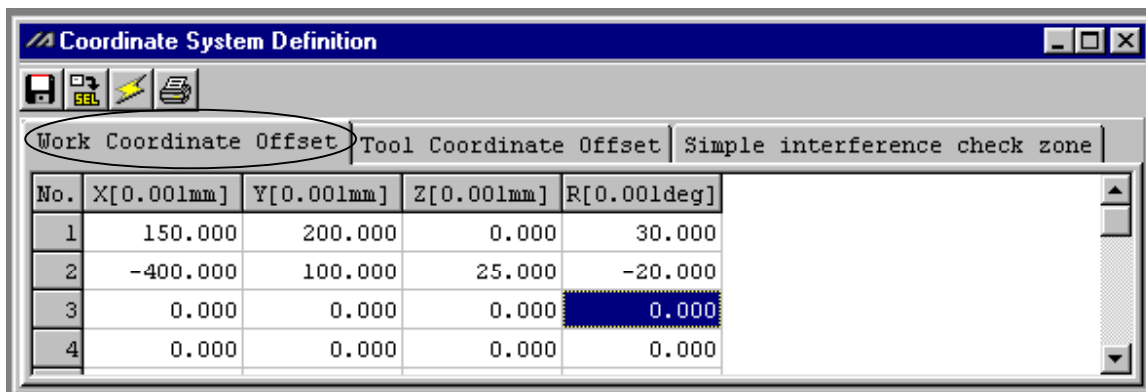 Coordinate System Definition
SEL
Work Coordinate Offset Tool Coordinate Offset Simple interference check zone
No. X[0.001mm] Y[0.001mm] Z[0.001mm] R[0.001deg]
1 150.000 200.000 0.000 30.000
2 -400.000 100.000 25.000 -20.000
3 0.000 0.000 0.000 0.000
4 0.000 0.000 0.000 0.000